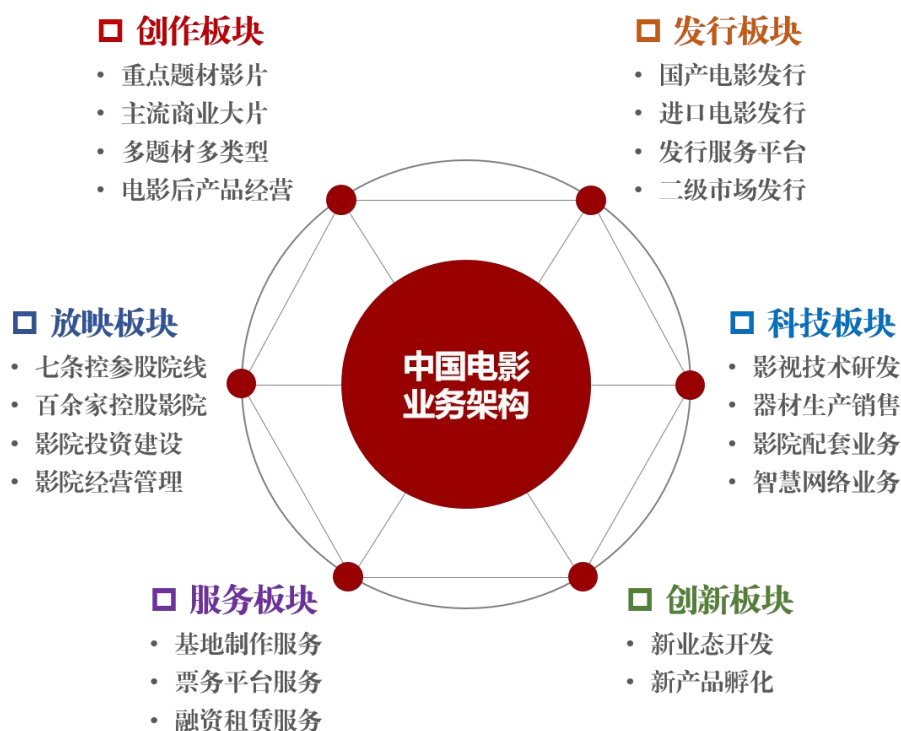 创作板块
• 重点题材影片
• 主流商业大片
• 多题材多类型
• 电影后产品经营
发行板块
• 国产电影发行
• 进口电影发行
• 发行服务平台
• 二级市场发行
中国电影
业务架构
放映板块
• 七条控参股院线
• 百余家控股影院
• 影院投资建设
• 影院经营管理
科技板块
• 影视技术研发
• 器材生产销售
• 影院配套业务
• 智慧网络业务
服务板块
• 基地制作服务
• 票务平台服务
• 融资租赁服务
创新板块
• 新业态开发
• 新产品孵化